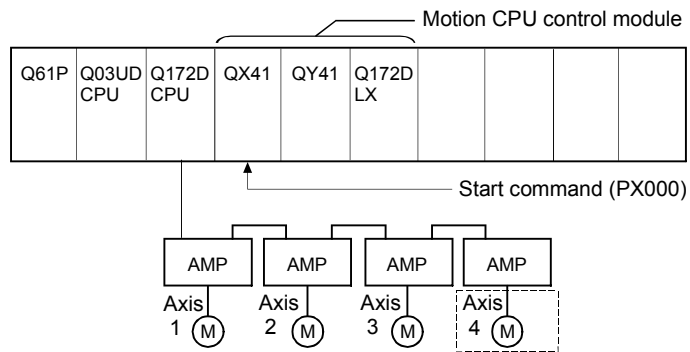 Motion CPU control module
Q61P Q03UD Q172D QX41 QY41 Q172D
CPU CPU LX
Start command (PX000)
AMP AMP AMP AMP
Axis Axis Axis Axis
1 M 2 M 3 M 4 M